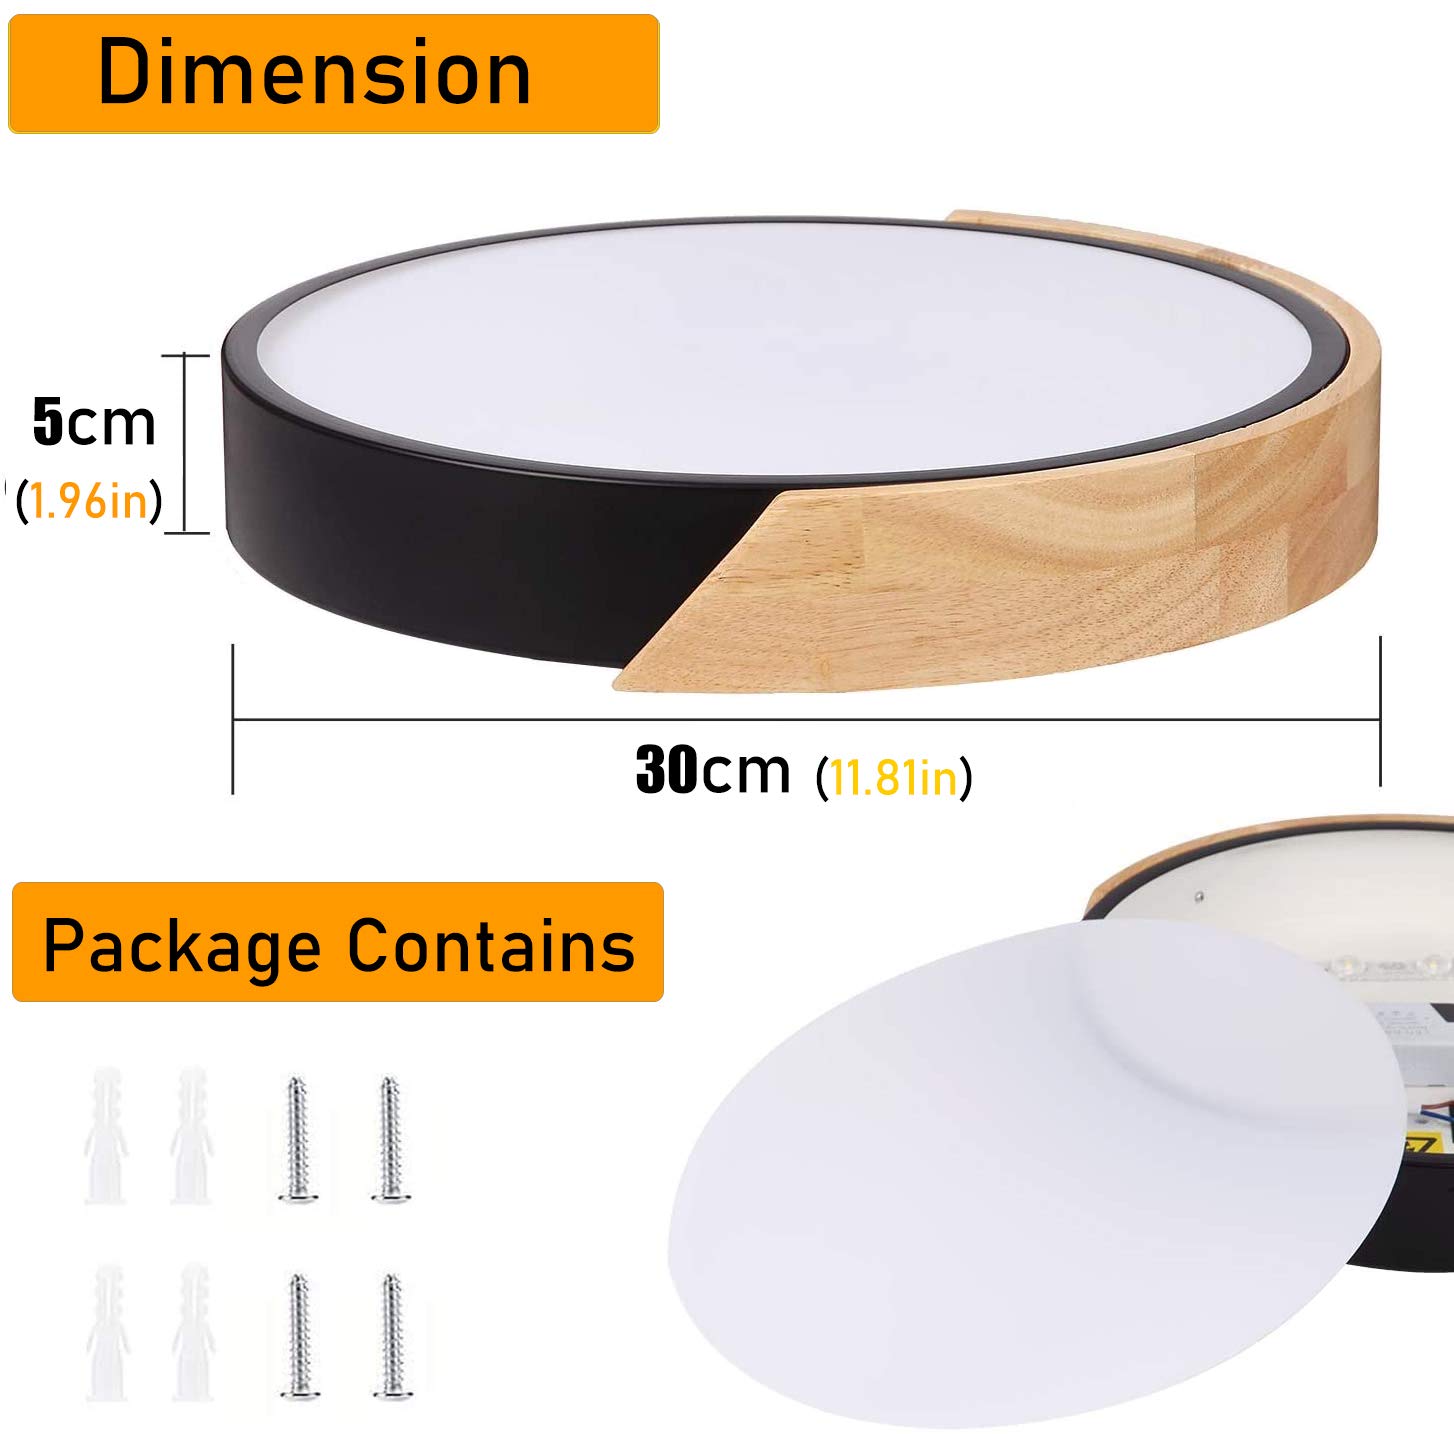 Dimension
5cm
(1.96in)
30cm (11.81in)
Package Contains